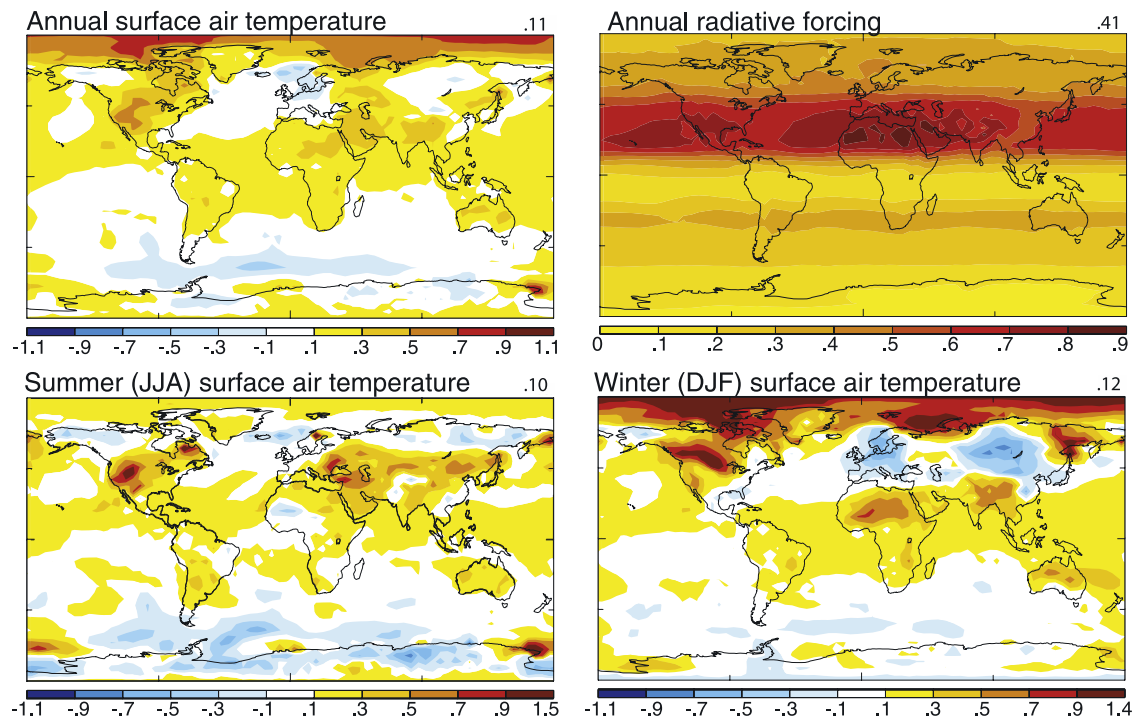 Annual surface air temperature .11
Annual radiative forcing .41
-1.1 -.9 -.7 -.5 -.3 -.1 .1 .3 .5 .7 .9 1.1
0 .1 .2 .3 .4 .5 .6 .7 .8 .9
Summer (JJA) surface air temperature .10
Winter (DJF) surface air temperature .12
-1.1 -.9 -.7 -.5 -.3 -.1 .1 .3 .5 .7 .9 1.5
-1.1 -.9 -.7 -.5 -.3 -.1 .1 .3 .5 .7 .9 1.4